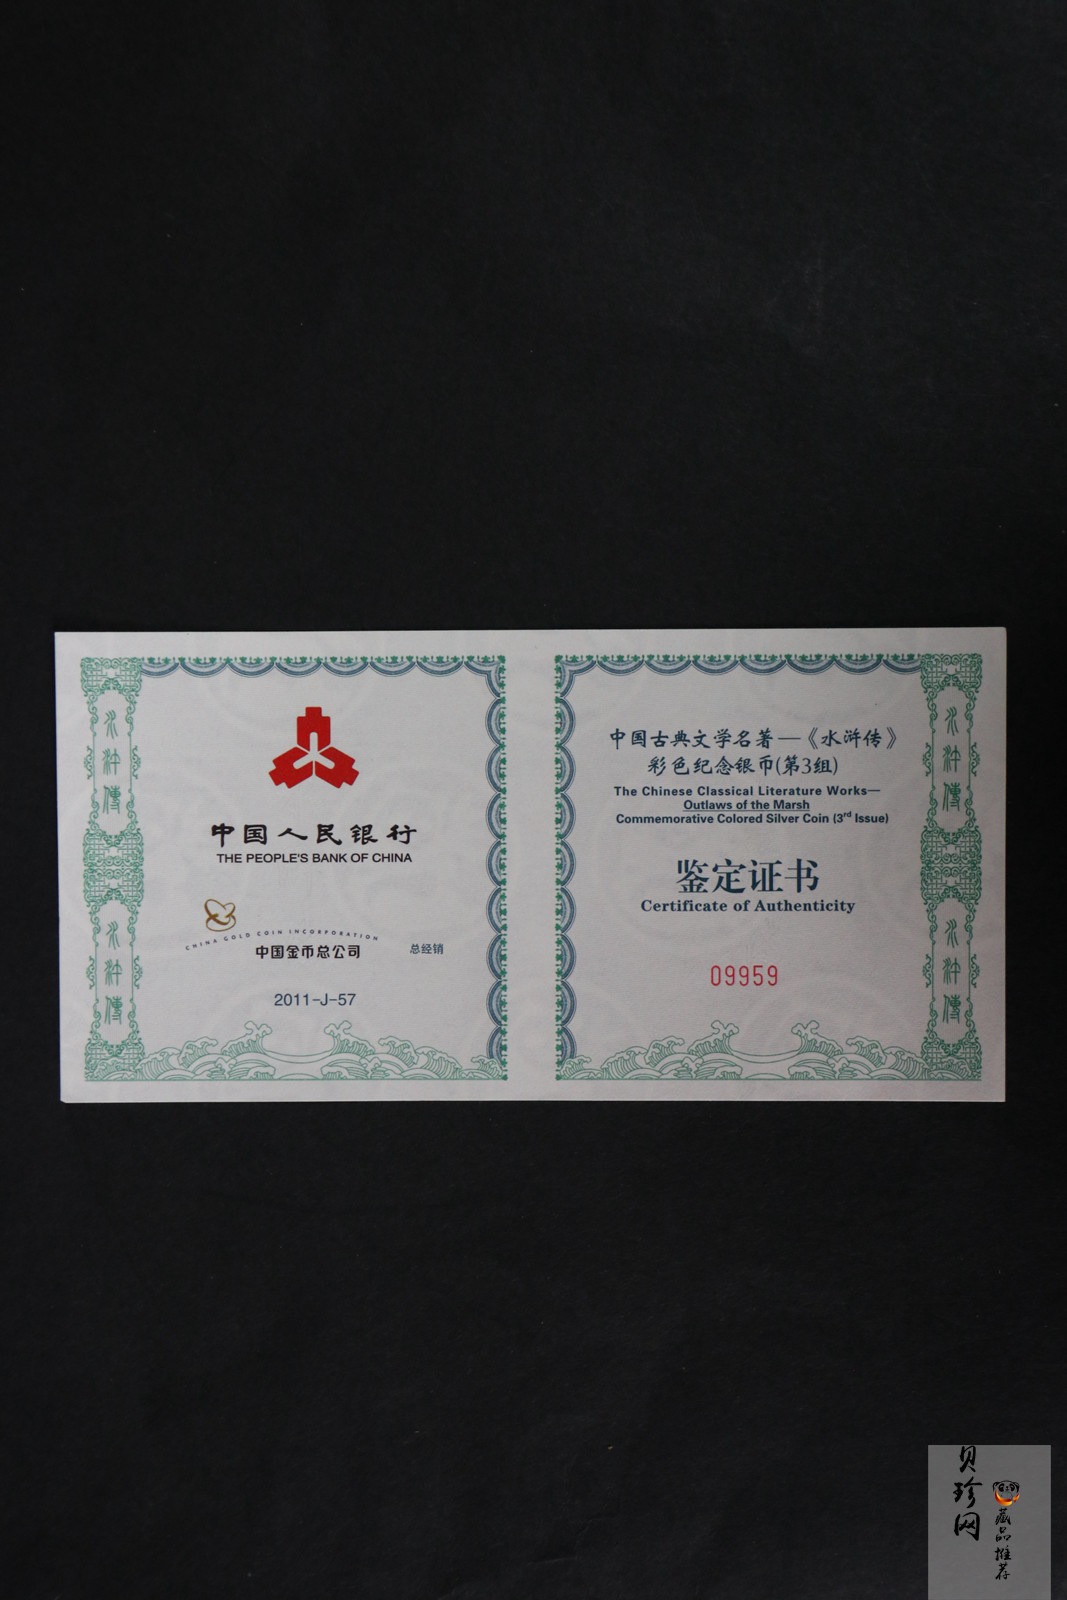 水滸傳
水滸傳
中国人民银行
THE PEOPLE'S BANK OF CHINA
CHINA GOLD COIN INCORPORATION
中国金币总公司
总经销
2011-J-57
中国古典文学名著—《水浒传》
彩色纪念银币(第3组)
The Chinese Classical Literature Works—
Outlaws of the Marsh
Commemorative Colored Silver Coin (3rd Issue)
鉴定证书
Certificate of Authenticity
09959
水滸傳
水滸傳
贝珍网
藏品推荐